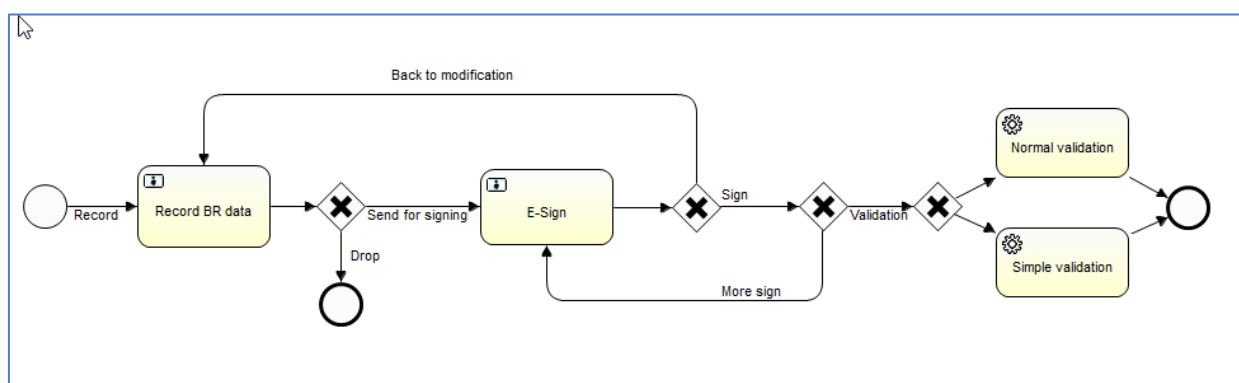 Back to modification
Record
Record BR data
Send for signing
Drop
E-Sign
Sign
More sign
Validation
Normal validation
Simple validation